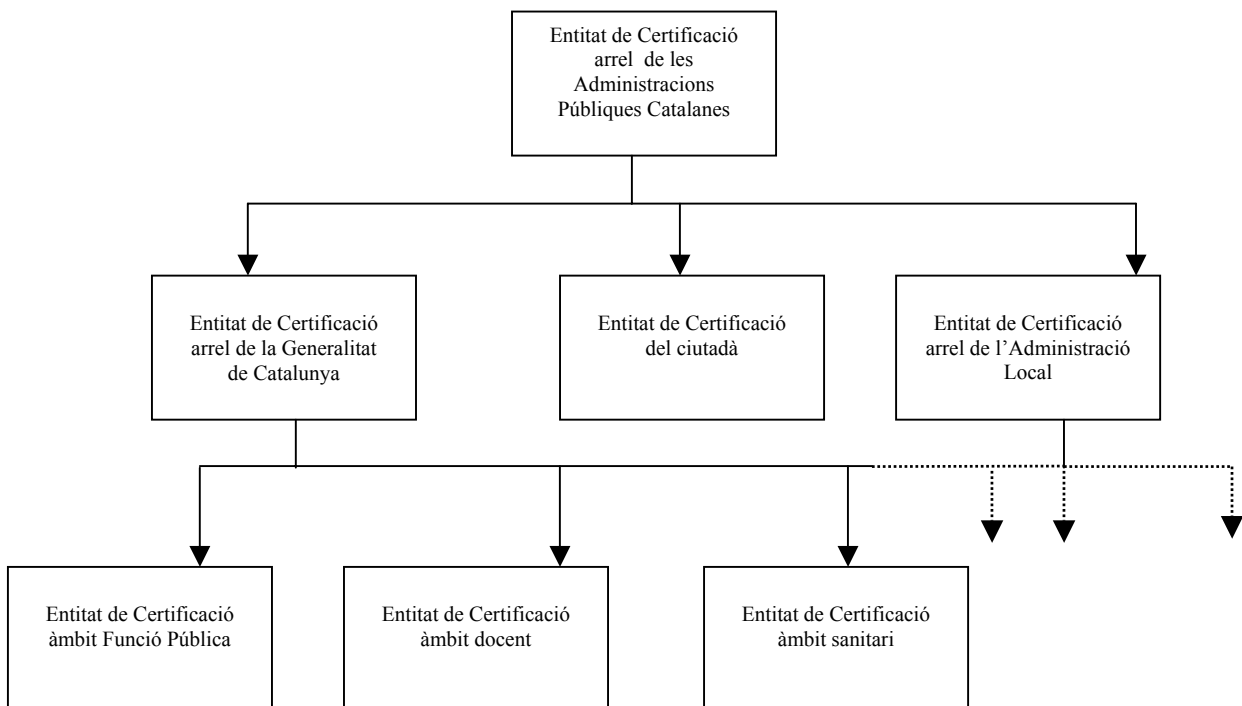 Entitat de Certificació
arrel de les
Administracions
Públiques Catalanes
Entitat de Certificació
arrel de la Generalitat
de Catalunya
Entitat de Certificació
del ciutadà
Entitat de Certificació
arrel de l’Administració
Local
Entitat de Certificació
àmbit Funció Pública
Entitat de Certificació
àmbit docent
Entitat de Certificació
àmbit sanitari